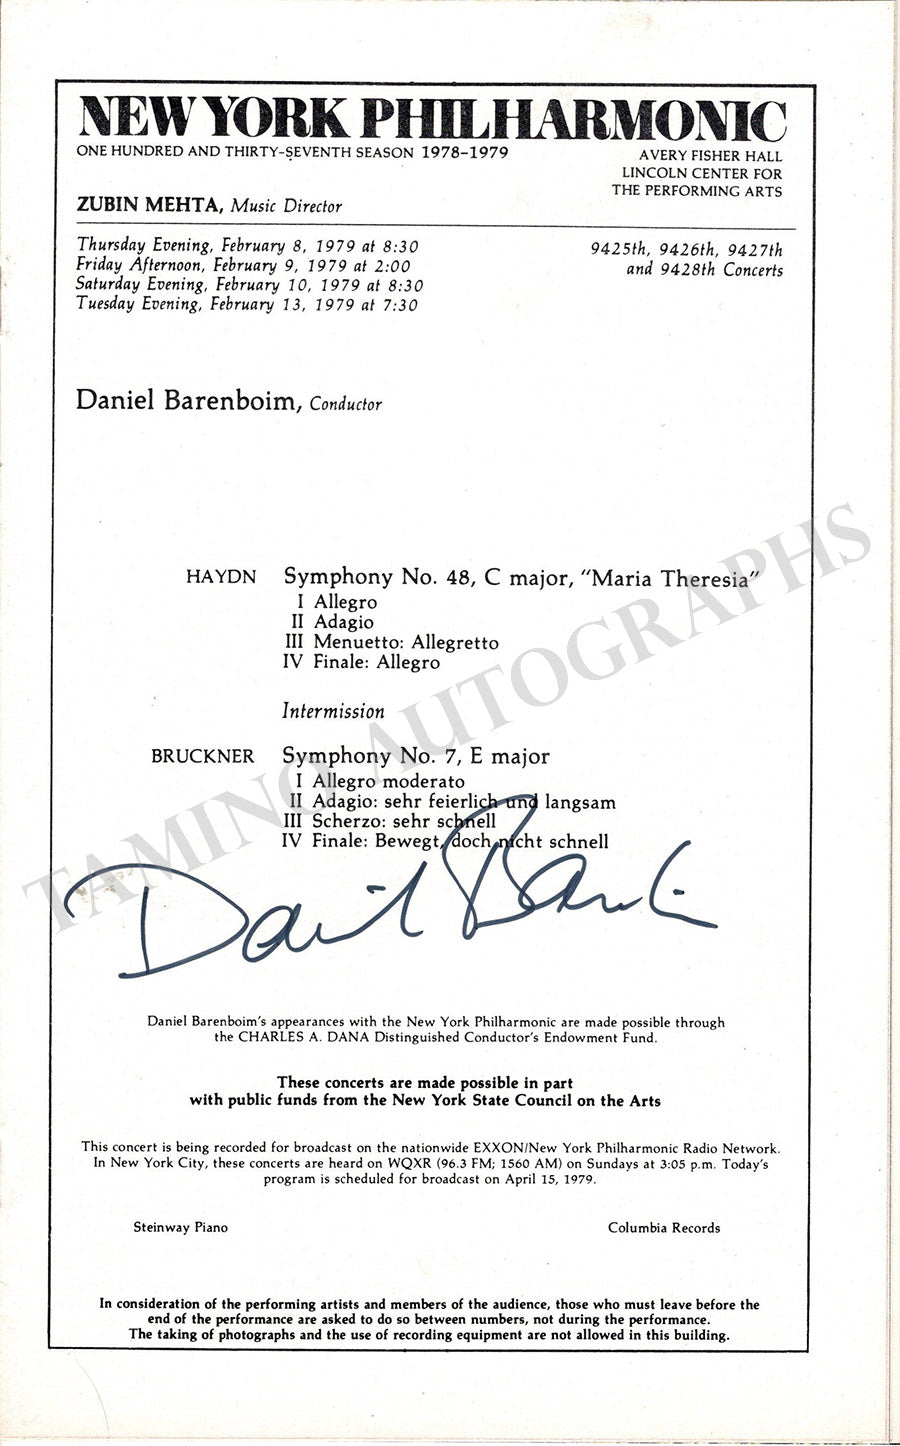 NEW YORK PHILHARMONIC
ONE HUNDRED AND THIRTY-SEVENTH SEASON 1978-1979
AVERY FISHER HALL
LINCOLN CENTER FOR
THE PERFORMING ARTS
ZUBIN MEHTA, Music Director
Thursday Evening, February 8, 1979 at 8:30
Friday Afternoon, February 9, 1979 at 2:00
Saturday Evening, February 10, 1979 at 8:30
Tuesday Evening, February 13, 1979 at 7:30
9425th, 9426th, 9427th
and 9428th Concerts
Daniel Barenboim, Conductor
HAYDN Symphony No. 48, C major, "Maria Theresia"
I Allegro
II Adagio
III Menuetto: Allegretto
IV Finale: Allegro
Intermission
BRUCKNER Symphony No. 7, E major
I Allegro moderato
II Adagio: sehr feierlich und langsam
III Scherzo: sehr schnell
IV Finale: Bewegt, doch nicht schnell
TAMINO AUTOGRAPHS
Daniel Barenboim's appearances with the New York Philharmonic are made possible through
the CHARLES A. DANA Distinguished Conductor's Endowment Fund.
These concerts are made possible in part
with public funds from the New York State Council on the Arts
This concert is being recorded for broadcast on the nationwide EXXON/New York Philharmonic Radio Network.
In New York City, these concerts are heard on WQXR (96.3 FM; 1560 AM) on Sundays at 3:05 p.m. Today's
program is scheduled for broadcast on April 15, 1979.
Steinway Piano
Columbia Records
In consideration of the performing artists and members of the audience, those who must leave before the
end of the performance are asked to do so between numbers, not during the performance.
The taking of photographs and the use of recording equipment are not allowed in this building.